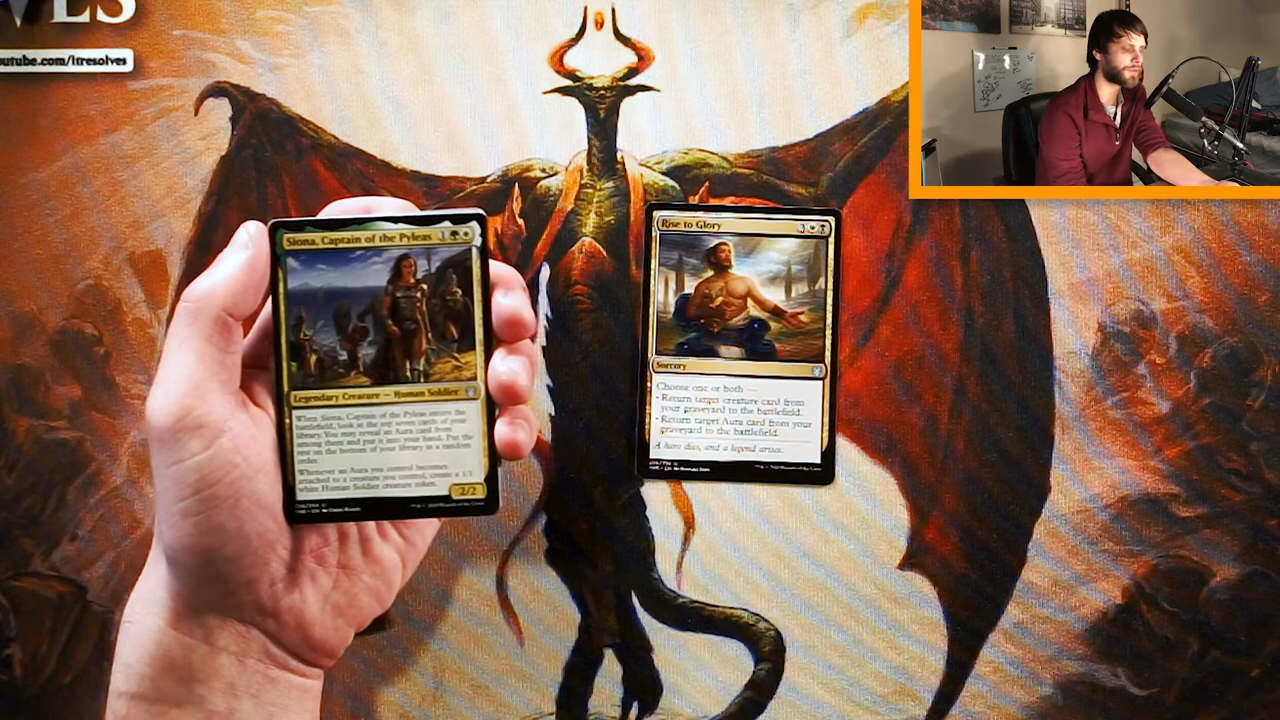 VES
outube.com/itresolves
Siona, Captain of the Pyleas 1
Legendary Creature — Human Soldier
When Siona, Captain of the Pyleas enters the
battlefield, look at the top seven cards of your
library. You may reveal an Aura card from
among them and put it into your hand. Put the
rest on the bottom of your library in a random
order.
Whenever an Aura you control becomes
attached to a creature you control, create a 1/1
white Human Soldier creature token.
2/2
Rise to Glory 3
Sorcery
Choose one or both —
• Return target creature card from
your graveyard to the battlefield.
• Return target Aura card from your
graveyard to the battlefield.
A hero dies, and a legend arises.